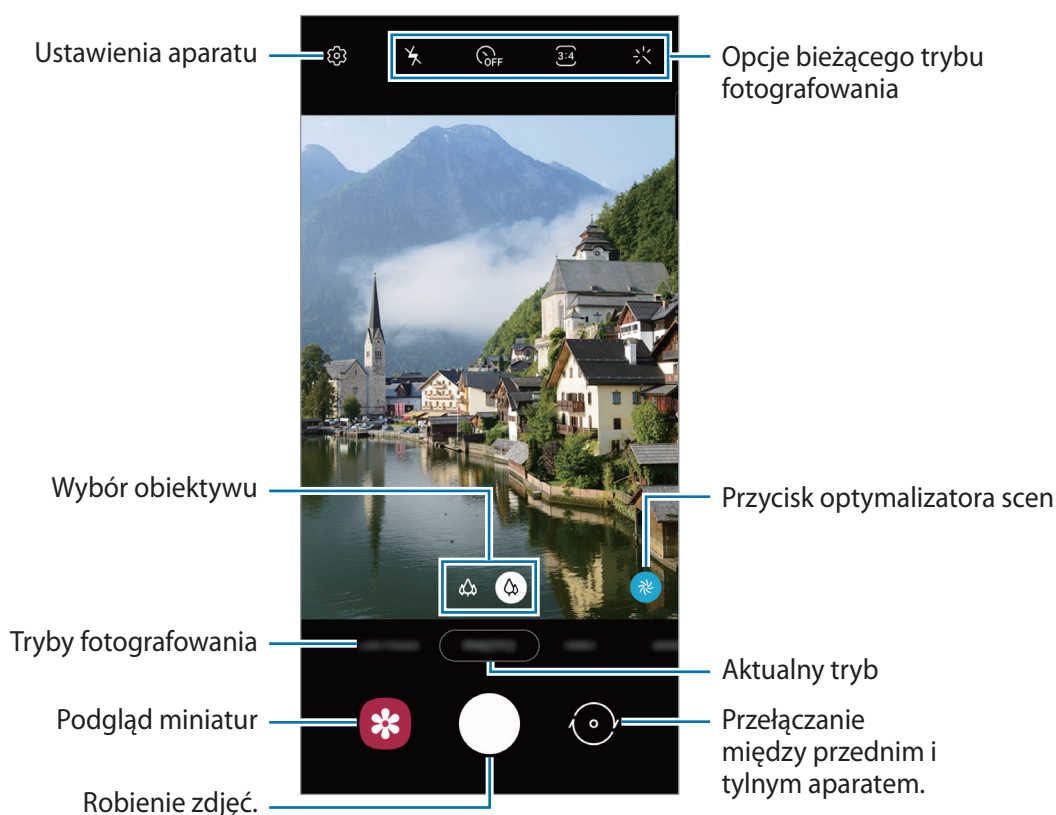 Ustawienia aparatu
OFF
3:4
Opcje bieżącego trybu
fotografowania
Wybór obiektywu
Przycisk optymalizatora scen
Tryby fotografowania
Aktualny tryb
Podgląd miniatur
Przełączanie
między przednim i
tylnym aparatem.
Robienie zdjęć.